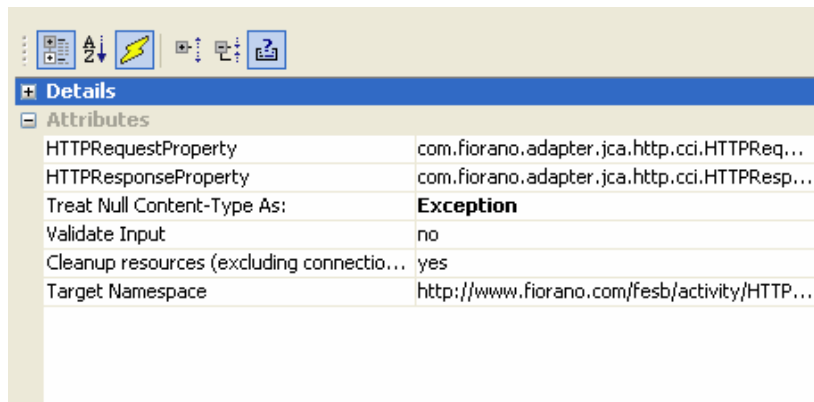 Details
Attributes
HTTPRequestProperty com.fiorano.adapter.jca.http.cci.HTTPReq...
HTTPResponseProperty com.fiorano.adapter.jca.http.cci.HTTPResp...
Treat Null Content-Type As: Exception
Validate Input no
Cleanup resources (excluding connectio... yes
Target Namespace http://www.fiorano.com/fesb/activity/HTTP...